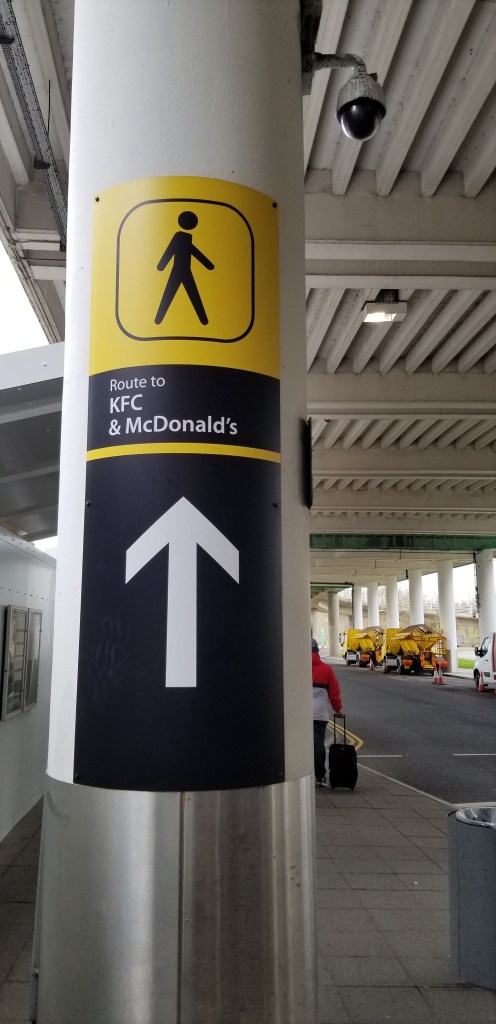 Route to
KFC
& McDonald's